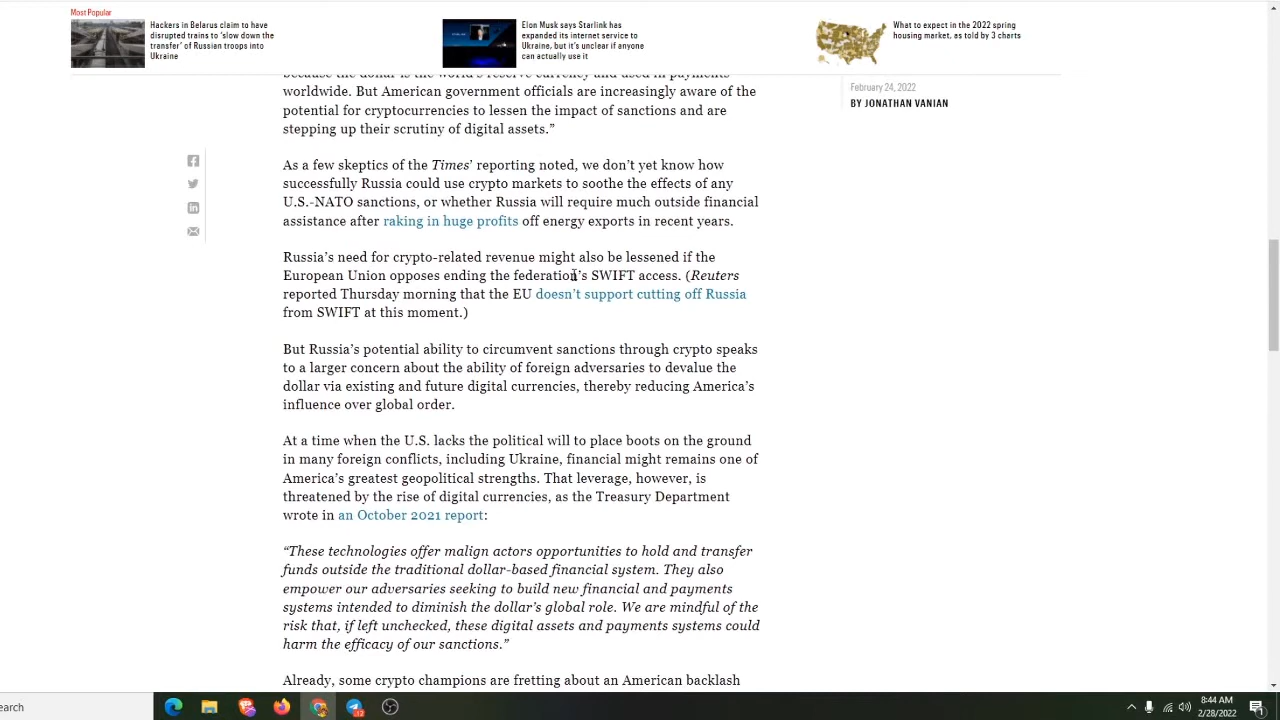 Most Popular
Hackers in Belarus claim to have
disrupted trains to ‘slow down the
transfer’ of Russian troops into
Ukraine
Elon Musk says Starlink has
expanded its internet service to
Ukraine, but it’s unclear if anyone
can actually use it
What to expect in the 2022 spring
housing market, as told by 3 charts
because the dollar is the world’s reserve currency and used in payments
worldwide. But American government officials are increasingly aware of the
potential for cryptocurrencies to lessen the impact of sanctions and are
stepping up their scrutiny of digital assets.”
February 24, 2022
BY JONATHAN VANIAN
As a few skeptics of the Times’ reporting noted, we don’t yet know how
successfully Russia could use crypto markets to soothe the effects of any
U.S.-NATO sanctions, or whether Russia will require much outside financial
assistance after raking in huge profits off energy exports in recent years.
Russia’s need for crypto-related revenue might also be lessened if the
European Union opposes ending the federation’s SWIFT access. (Reuters
reported Thursday morning that the EU doesn’t support cutting off Russia
from SWIFT at this moment.)
But Russia’s potential ability to circumvent sanctions through crypto speaks
to a larger concern about the ability of foreign adversaries to devalue the
dollar via existing and future digital currencies, thereby reducing America’s
influence over global order.
At a time when the U.S. lacks the political will to place boots on the ground
in many foreign conflicts, including Ukraine, financial might remains one of
America’s greatest geopolitical strengths. That leverage, however, is
threatened by the rise of digital currencies, as the Treasury Department
wrote in an October 2021 report:
“These technologies offer malign actors opportunities to hold and transfer
funds outside the traditional dollar-based financial system. They also
empower our adversaries seeking to build new financial and payments
systems intended to diminish the dollar’s global role. We are mindful of the
risk that, if left unchecked, these digital assets and payments systems could
harm the efficacy of our sanctions.”
Already, some crypto champions are fretting about an American backlash
earch
8:44 AM
2/28/2022